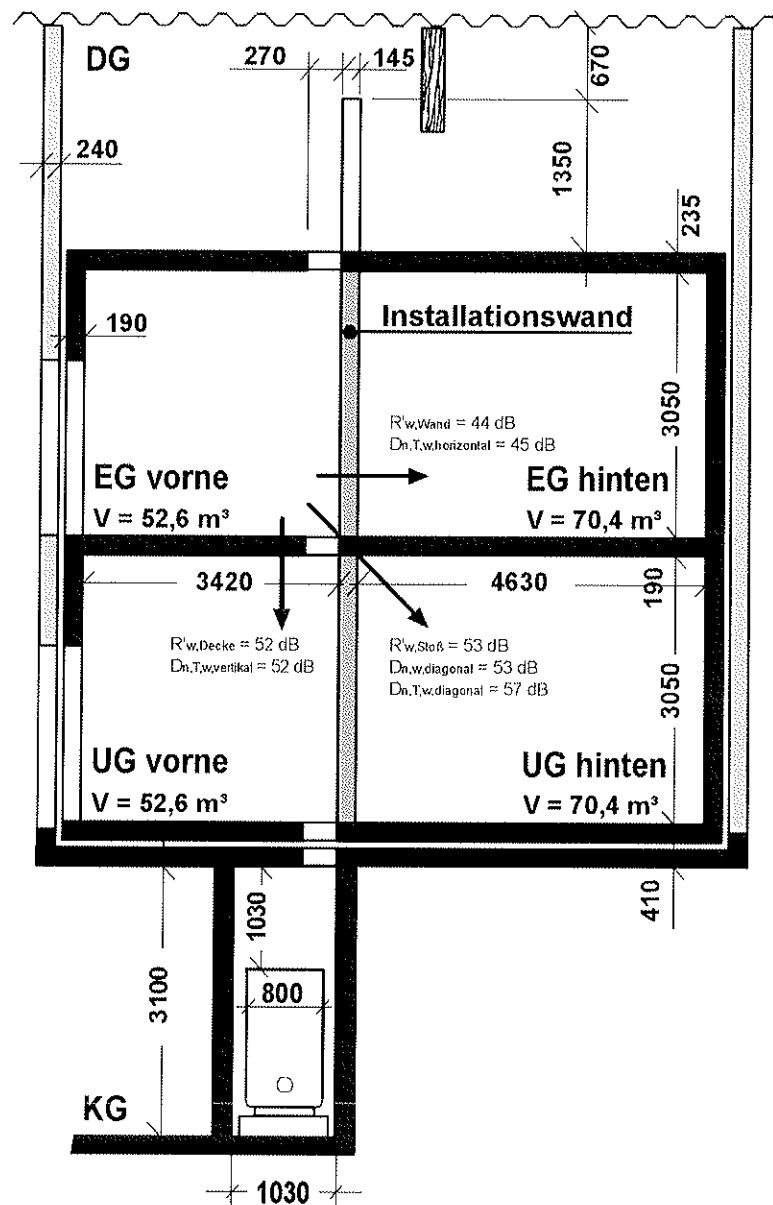 DG
270
145
670
240
1350
235
Installationswand
190
R'w,Wand = 44 dB
Dn,T,w,horizontal = 45 dB
3050
EG vorne
V = 52,6 m³
EG hinten
V = 70,4 m³
3420
4630
190
R'w,Decke = 52 dB
Dn,T,w,vertikal = 52 dB
R'w,Stoß = 53 dB
Dn,w,diagonal = 53 dB
Dn,T,w,diagonal = 57 dB
3050
UG vorne
V = 52,6 m³
UG hinten
V = 70,4 m³
1030
410
3100
800
KG
1030